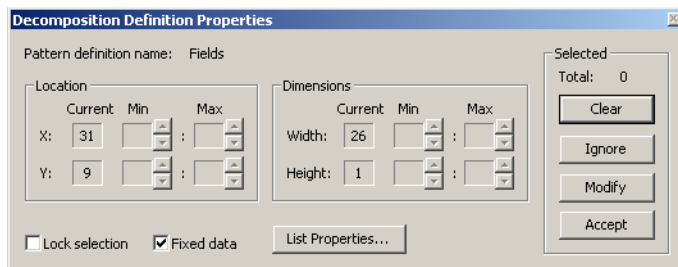 Decomposition Definition Properties
Pattern definition name: Fields
Selected
Total: 0
Location
Dimensions
Current Min Max
Current Min Max
Clear
X: 31 :
Width: 26 :
Ignore
Y: 9 :
Height: 1 :
Modify
Accept
Lock selection
Fixed data
List Properties...